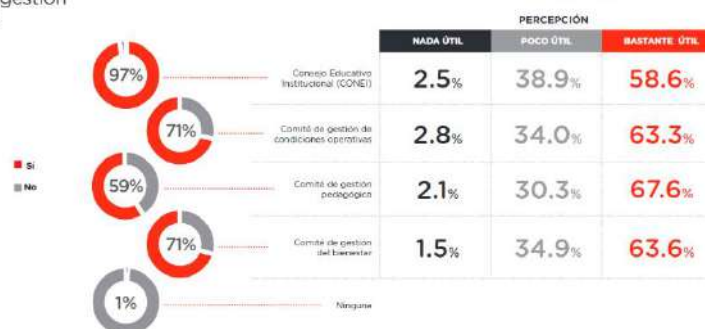 gestión
PERCEPCIÓN
NADA ÚTIL POCO ÚTIL BASTANTE ÚTIL
97% Consejo Educativo
Institucional (CONEI) 2.5% 38.9% 58.6%
71% Comité de gestión de
condiciones operativas 2.8% 34.0% 63.3%
Sí
No
59% Comité de gestión
pedagógica 2.1% 30.3% 67.6%
71% Comité de gestión
del bienestar 1.5% 34.9% 63.6%
1% Ninguna